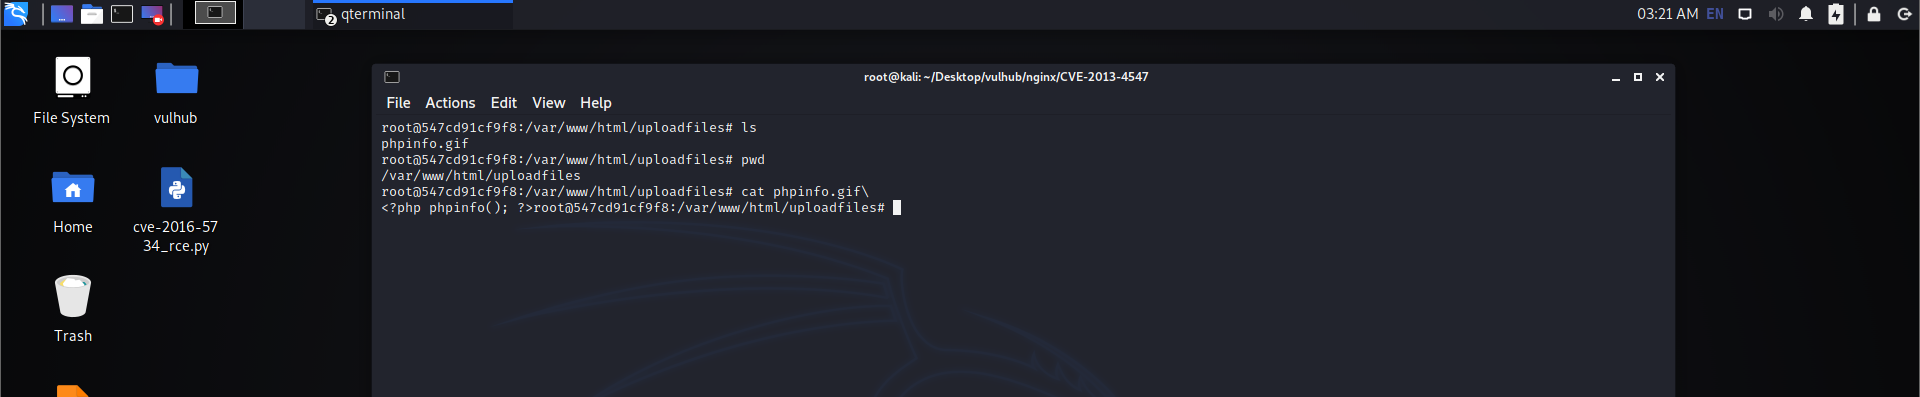 qterminal
2
03:21 AM
EN
File System
vulhub
Home
cve-2016-57
34_rce.py
Trash
root@kali: ~/Desktop/vulhub/nginx/CVE-2013-4547
File Actions Edit View Help
root@547cd91cf9f8:/var/www/html/uploadfiles# ls
phpinfo.gif
root@547cd91cf9f8:/var/www/html/uploadfiles# pwd
/var/www/html/uploadfiles
root@547cd91cf9f8:/var/www/html/uploadfiles# cat phpinfo.gif\
<?php phpinfo(); ?>root@547cd91cf9f8:/var/www/html/uploadfiles#